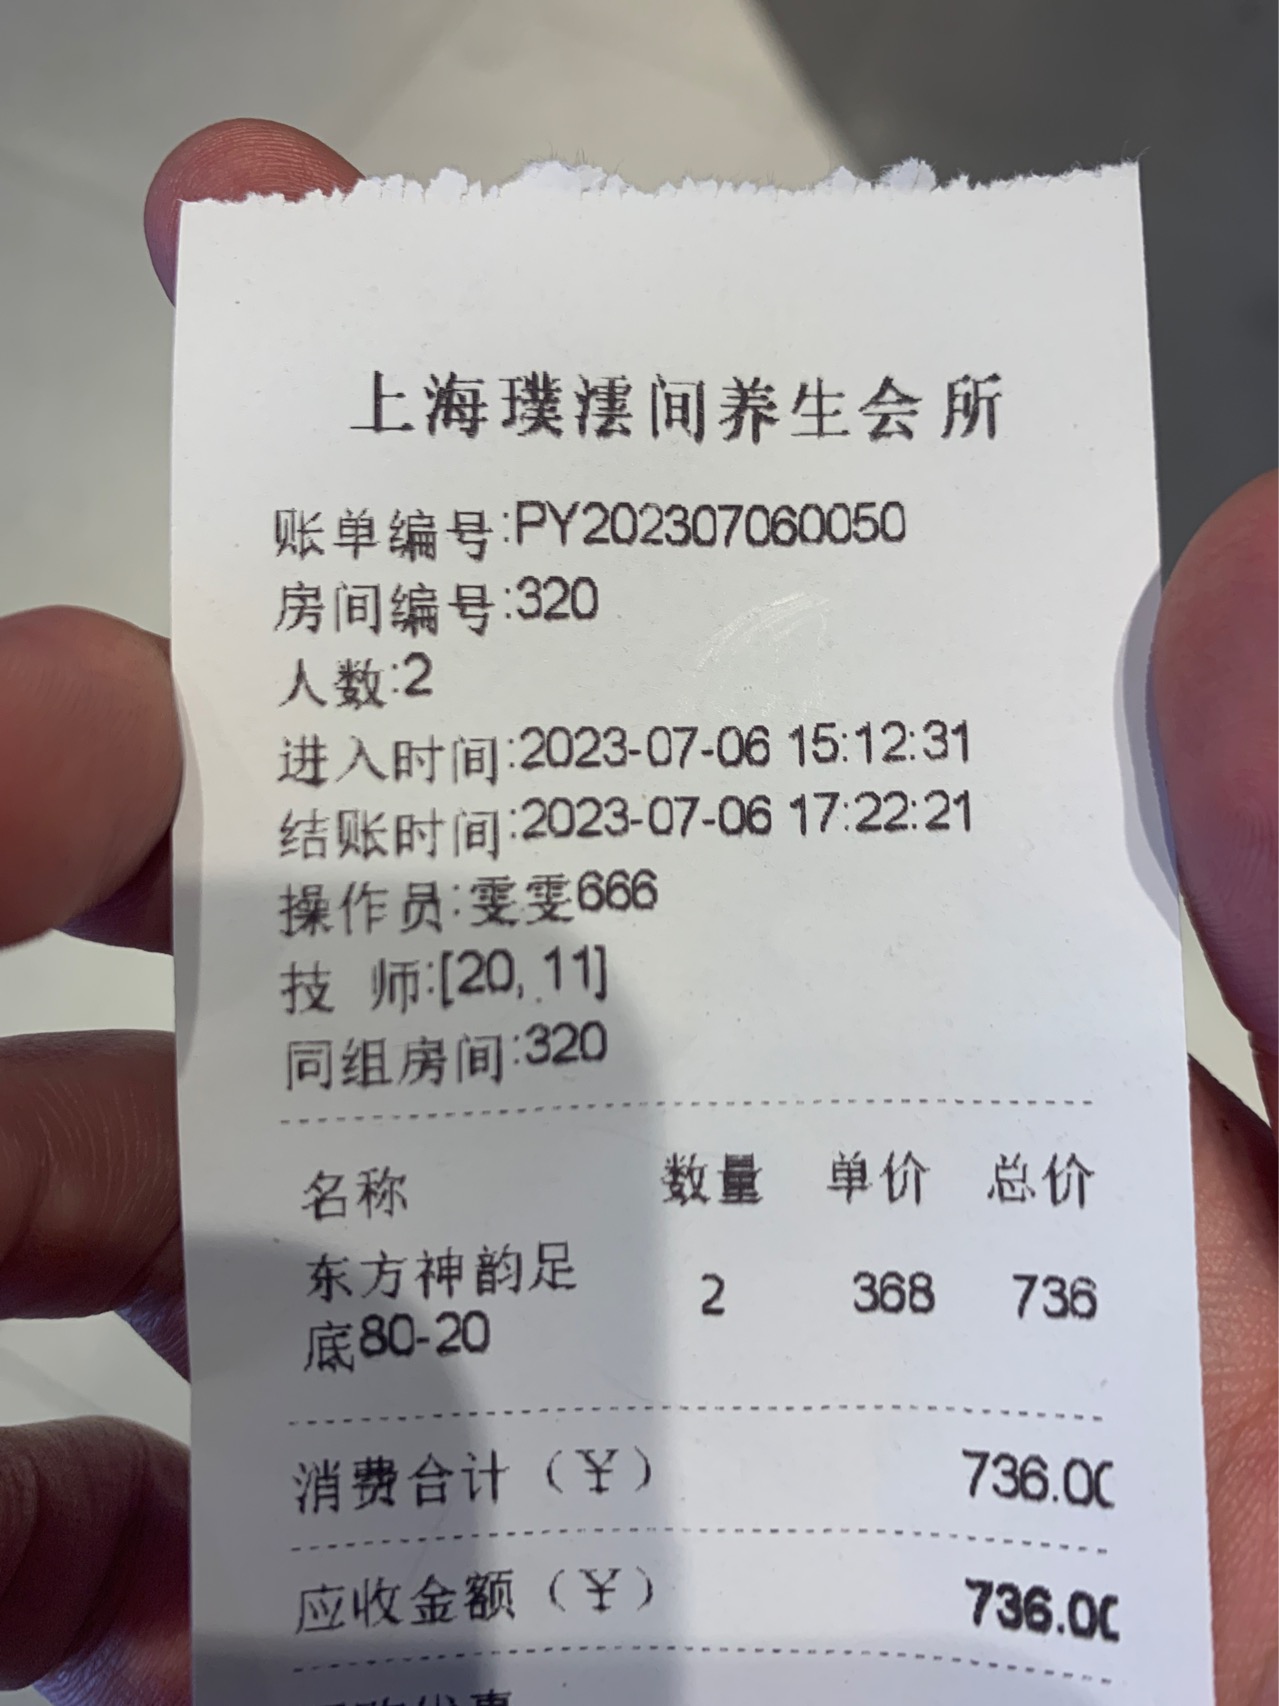 上海璞澐间养生会所
账单编号:PY202307060050
房间编号:320
人数:2
进入时间:2023-07-06 15:12:31
结账时间:2023-07-06 17:22:21
操作员:雯雯666
技 师:[20, 11]
同组房间:320
名称 数量 单价 总价
东方神韵足底80-20 2 368 736
消费合计（￥） 736.00
应收金额（￥） 736.00